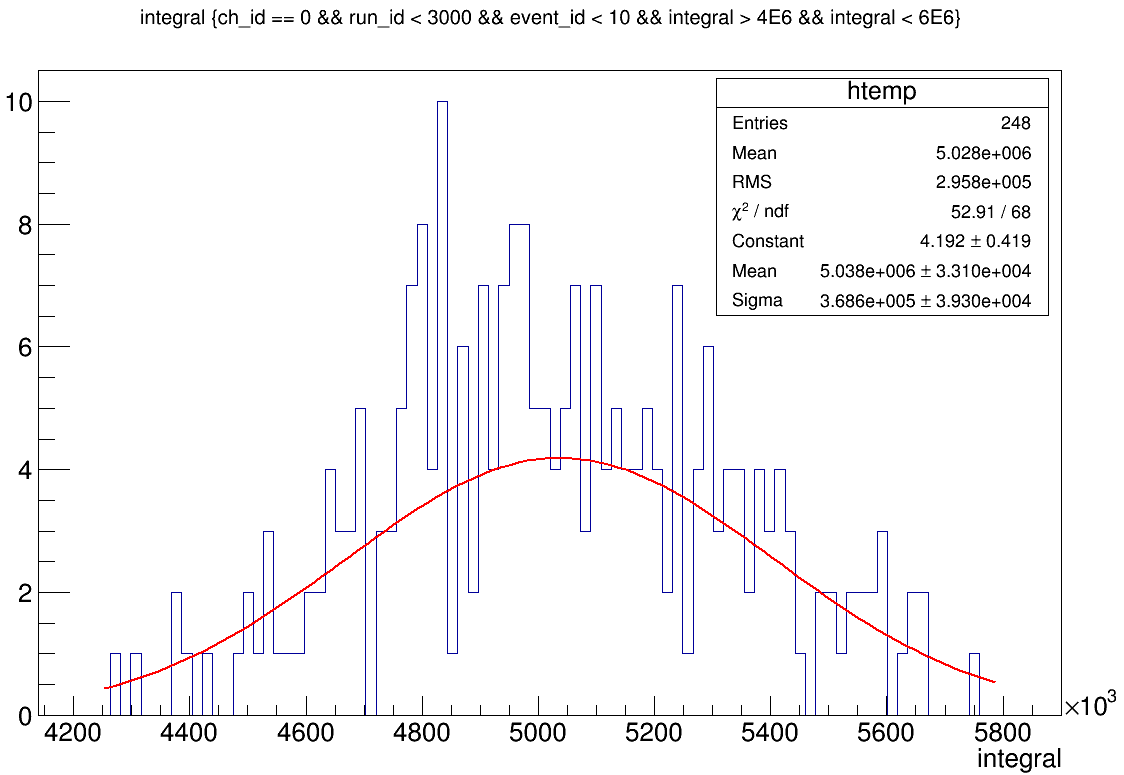 integral {ch_id == 0 && run_id < 3000 && event_id < 10 && integral > 4E6 && integral < 6E6}
htemp
Entries 248
Mean 5.028e+006
RMS 2.958e+005
χ² / ndf 52.91 / 68
Constant 4.192 ± 0.419
Mean 5.038e+006 ± 3.310e+004
Sigma 3.686e+005 ± 3.930e+004
10
8
6
4
2
0
4200 4400 4600 4800 5000 5200 5400 5600 5800 ×10³
integral